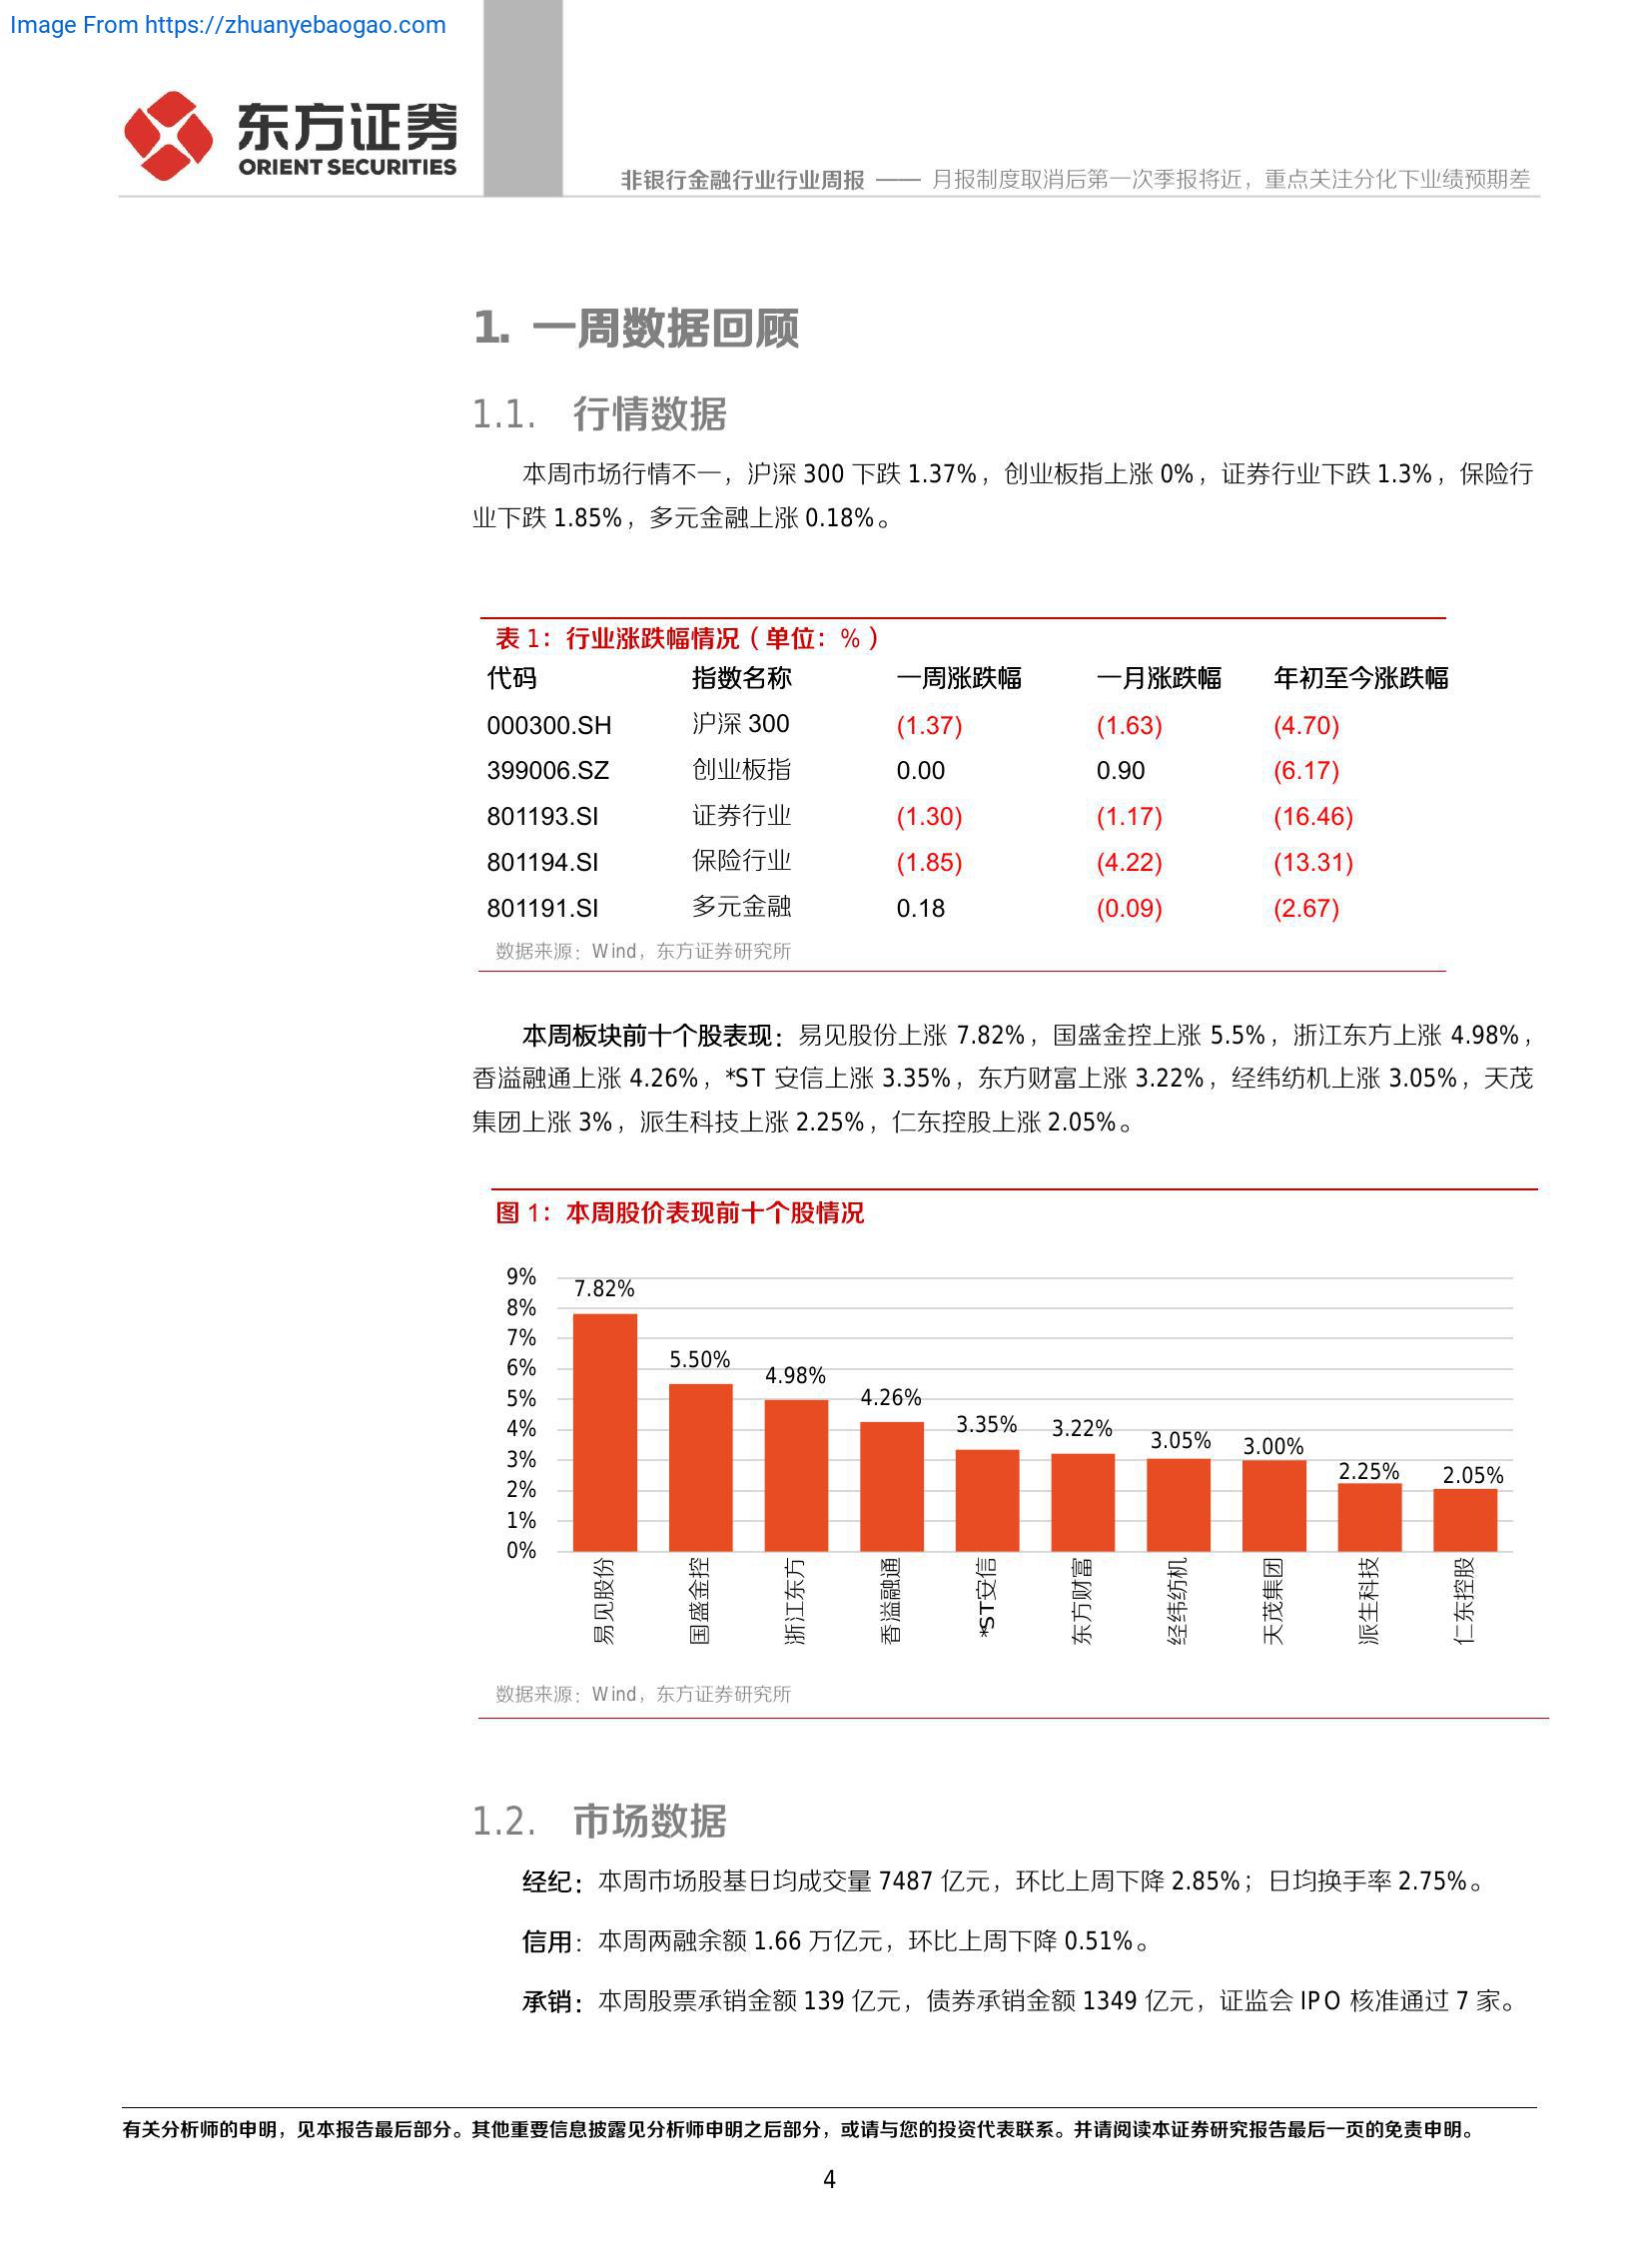 Image From https://zhuanyebaogao.com
东方证券
ORIENT SECURITIES
非银行金融行业行业周报 —— 月报制度取消后第一次季报将近，重点关注分化下业绩预期差
1. 一周数据回顾
1.1. 行情数据
本周市场行情不一，沪深 300 下跌 1.37%，创业板指上涨 0%，证券行业下跌 1.3%，保险行
业下跌 1.85%，多元金融上涨 0.18%。
表 1：行业涨跌幅情况（单位：%）
代码 指数名称 一周涨跌幅 一月涨跌幅 年初至今涨跌幅
000300.SH 沪深 300 (1.37) (1.63) (4.70)
399006.SZ 创业板指 0.00 0.90 (6.17)
801193.SI 证券行业 (1.30) (1.17) (16.46)
801194.SI 保险行业 (1.85) (4.22) (13.31)
801191.SI 多元金融 0.18 (0.09) (2.67)
数据来源：Wind，东方证券研究所
本周板块前十个股表现：易见股份上涨 7.82%，国盛金控上涨 5.5%，浙江东方上涨 4.98%，
香溢融通上涨 4.26%，*ST 安信上涨 3.35%，东方财富上涨 3.22%，经纬纺机上涨 3.05%，天茂
集团上涨 3%，派生科技上涨 2.25%，仁东控股上涨 2.05%。
图 1：本周股价表现前十个股情况
9%
8%
7%
6%
5%
4%
3%
2%
1%
0%
7.82%
5.50%
4.98%
4.26%
3.35%
3.22%
3.05%
3.00%
2.25%
2.05%
易见股份
国盛金控
浙江东方
香溢融通
*ST安信
东方财富
经纬纺机
天茂集团
派生科技
仁东控股
数据来源：Wind，东方证券研究所
1.2. 市场数据
经纪：本周市场股基日均成交量 7487 亿元，环比上周下降 2.85%；日均换手率 2.75%。
信用：本周两融余额 1.66 万亿元，环比上周下降 0.51%。
承销：本周股票承销金额 139 亿元，债券承销金额 1349 亿元，证监会 IPO 核准通过 7 家。
有关分析师的申明，见本报告最后部分。其他重要信息披露见分析师申明之后部分，或请与您的投资代表联系。并请阅读本证券研究报告最后一页的免责申明。
4